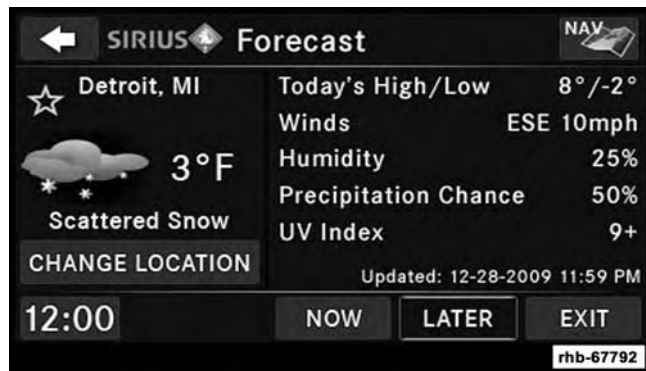 SIRIUS Forecast
NAV
Detroit, MI
3°F
Scattered Snow
CHANGE LOCATION
Today's High/Low 8°/-2°
Winds ESE 10mph
Humidity 25%
Precipitation Chance 50%
UV Index 9+
Updated: 12-28-2009 11:59 PM
12:00 NOW LATER EXIT
rhb-67792